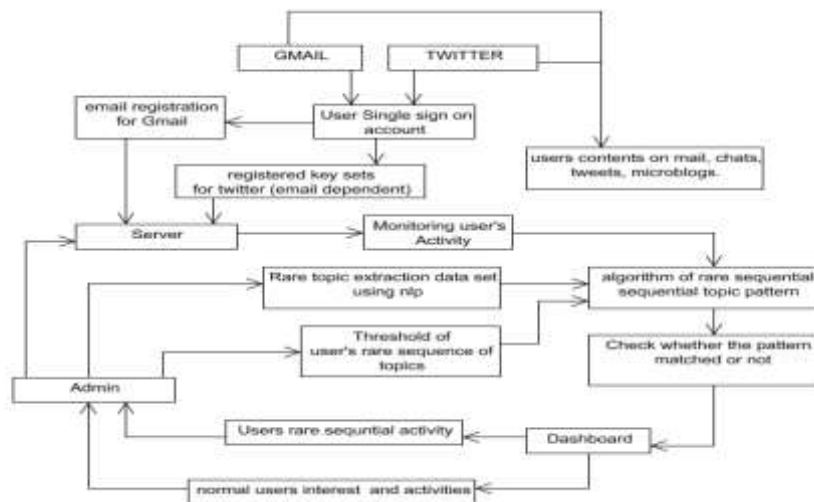 GMAIL
TWITTER
email registration
for Gmail
User Single sign on
account
users contents on mail, chats,
tweets, microblogs.
registered key sets
for twitter (email dependent)
Server
Monitoring user's
Activity
Rare topic extraction data set
using nlp
algorithm of rare sequential
sequential topic pattern
Threshold of
user's rare sequence of
topics
Check whether the pattern
matched or not
Admin
Users rare sequntial activity
Dashboard
normal users interest and activities